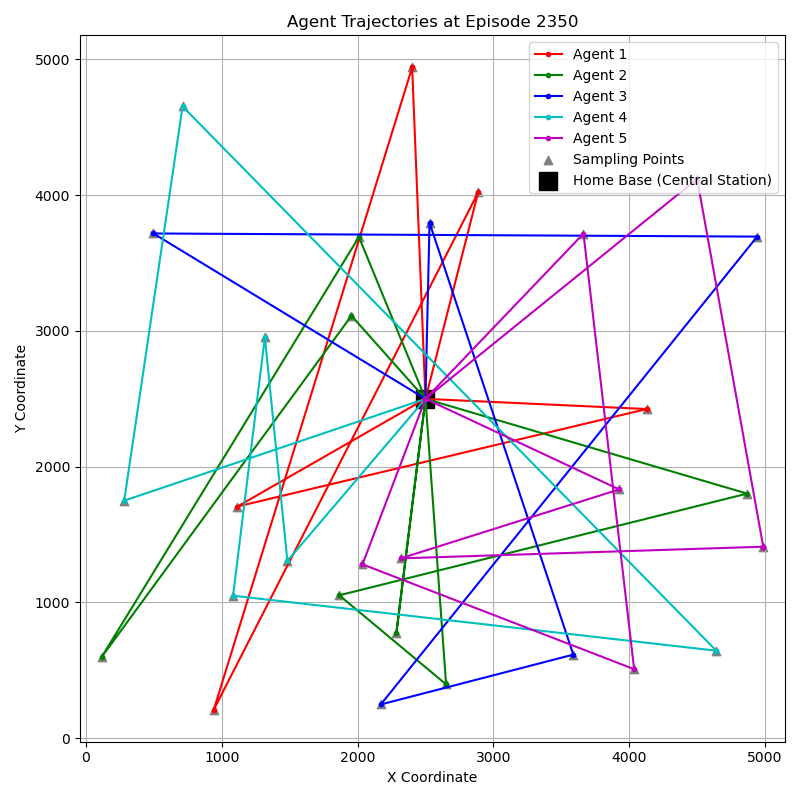 Agent Trajectories at Episode 2350
Agent 1
Agent 2
Agent 3
Agent 4
Agent 5
Sampling Points
Home Base (Central Station)
5000
4000
3000
2000
1000
0
Y Coordinate
0 1000 2000 3000 4000 5000
X Coordinate